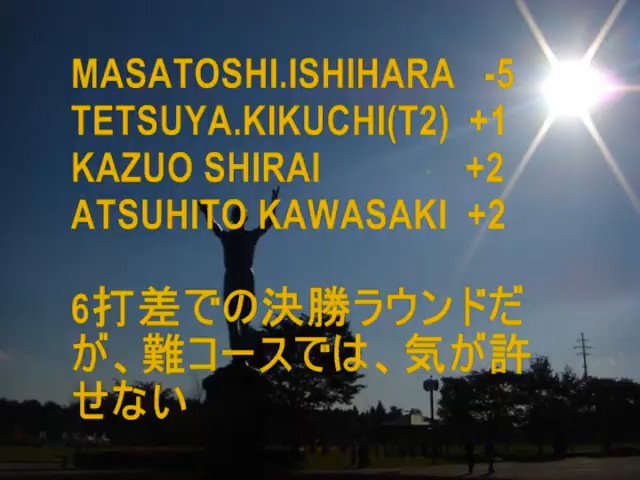 MASATOSHI.ISHIHARA -5
TETSUYA.KIKUCHI(T2) +1
KAZUO SHIRAI +2
ATSUHITO KAWASAKI +2
6打差での決勝ラウンドだ
が、難コースでは、気が許
せない